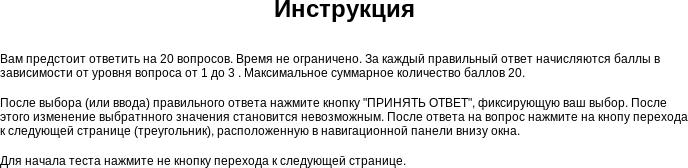 Инструкция
Вам предстоит ответить на 20 вопросов. Время не ограничено. За каждый правильный ответ начисляются баллы в
зависимости от уровня вопроса от 1 до 3 . Максимальное суммарное количество баллов 20.
После выбора (или ввода) правильного ответа нажмите кнопку "ПРИНЯТЬ ОТВЕТ", фиксирующую ваш выбор. После
этого изменение выбратнного значения становится невозможным. После ответа на вопрос нажмите на кнопу перехода
к следующей странице (треугольник), расположенную в навигационной панели внизу окна.
Для начала теста нажмите не кнопку перехода к следующей странице.